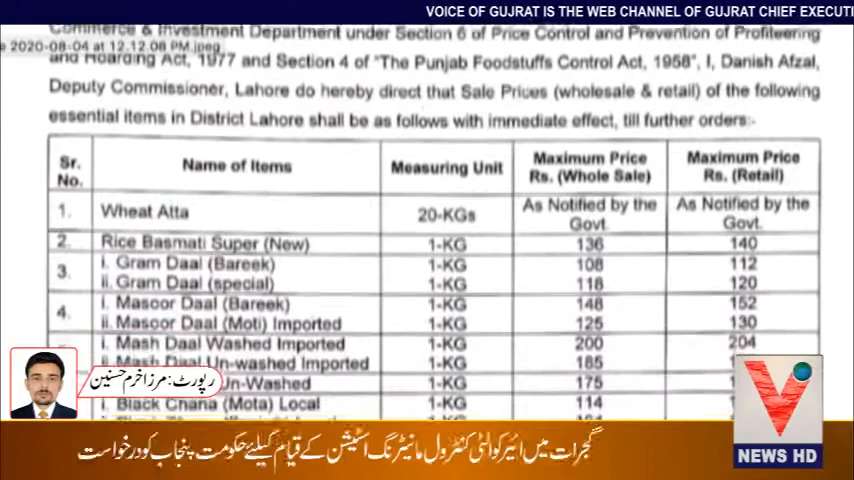 VOICE OF GUJRAT IS THE WEB CHANNEL OF GUJRAT CHIEF EXECUTI
Commerce & Investment Department under Section 6 of Price Control and Prevention of Profiteering
e 2020-08-04 at 12.12.08 PM.jpeg
and Hoarding Act, 1977 and Section 4 of "The Punjab Foodstuffs Control Act, 1958", I, Danish Afzal,
Deputy Commissioner, Lahore do hereby direct that Sale Prices (wholesale & retail) of the following
essential items in District Lahore shall be as follows with immediate effect, till further orders:-
Sr. No. Name of Items Measuring Unit Maximum Price Rs. (Whole Sale) Maximum Price Rs. (Retail)
1. Wheat Atta 20-KGs As Notified by the Govt. As Notified by the Govt.
2. Rice Basmati Super (New) 1-KG 136 140
3. i. Gram Daal (Bareek) 1-KG 108 112
ii. Gram Daal (special) 1-KG 118 120
4. i. Masoor Daal (Bareek) 1-KG 148 152
ii. Masoor Daal (Moti) Imported 1-KG 125 130
i. Mash Daal Washed Imported 1-KG 200 204
ii. Mash Daal Un-washed Imported 1-KG 185
Un-Washed 1-KG 175
i. Black Chana (Mota) Local 1-KG 114
رپورٹ: مرزا خرم حسنین
V
NEWS HD
گجرات میں ائیر کوالٹی کنٹرول مانیٹرنگ اسٹیشن کے قیام کیلئے حکومت پنجاب کو درخواست